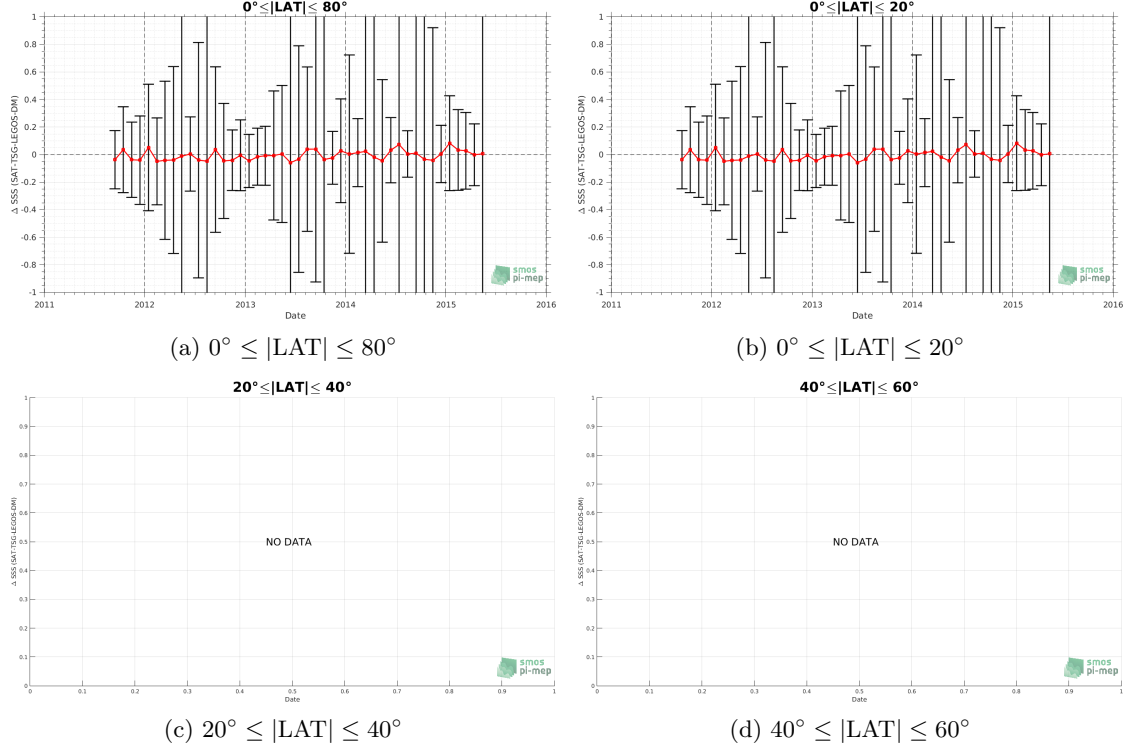 0°≤|LAT|≤ 80°
1
0.8
0.6
0.4
0.2
0
-0.2
-0.4
-0.6
-0.8
-1
Δ SSS (SAT-TSG-LEGOS-DM)
2011 2012 2013 2014 2015 2016
Date
smos
pi-mep
(a) 0° ≤ |LAT| ≤ 80°
0°≤|LAT|≤ 20°
1
0.8
0.6
0.4
0.2
0
-0.2
-0.4
-0.6
-0.8
-1
Δ SSS (SAT-TSG-LEGOS-DM)
2011 2012 2013 2014 2015 2016
Date
smos
pi-mep
(b) 0° ≤ |LAT| ≤ 20°
20°≤|LAT|≤ 40°
1
0.9
0.8
0.7
0.6
0.5
0.4
0.3
0.2
0.1
0
Δ SSS (SAT-TSG-LEGOS-DM)
NO DATA
0 0.1 0.2 0.3 0.4 0.5 0.6 0.7 0.8 0.9 1
Date
smos
pi-mep
(c) 20° ≤ |LAT| ≤ 40°
40°≤|LAT|≤ 60°
1
0.9
0.8
0.7
0.6
0.5
0.4
0.3
0.2
0.1
0
Δ SSS (SAT-TSG-LEGOS-DM)
NO DATA
0 0.1 0.2 0.3 0.4 0.5 0.6 0.7 0.8 0.9 1
Date
smos
pi-mep
(d) 40° ≤ |LAT| ≤ 60°